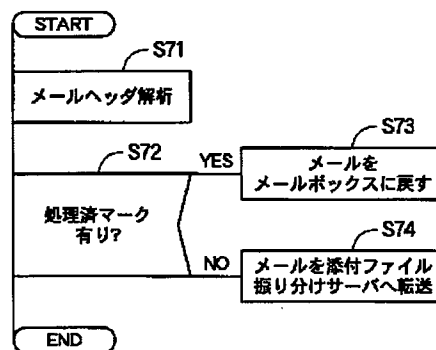 START
S71
メールヘッダ解析
S72
YES
S73
メールを
メールボックスに戻す
処理済マーク
有り?
S74
NO
メールを添付ファイル
振り分けサーバへ転送
END